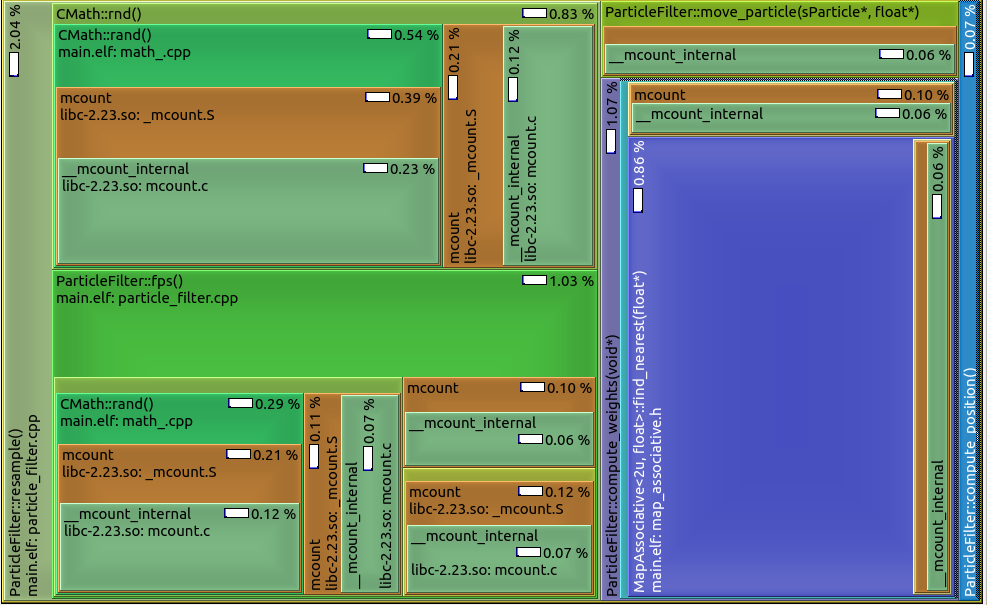 2.04 %
ParticleFilter::resample()
main.elf: particle_filter.cpp
CMath::rnd()
0.83 %
CMath::rand()
0.54 %
main.elf: math_.cpp
mcount
0.39 %
libc-2.23.so: _mcount.S
__mcount_internal
0.23 %
libc-2.23.so: mcount.c
0.21 %
mcount
libc-2.23.so: _mcount.S
0.12 %
__mcount_internal
libc-2.23.so: mcount.c
ParticleFilter::fps()
1.03 %
main.elf: particle_filter.cpp
CMath::rand()
0.29 %
main.elf: math_.cpp
mcount
0.21 %
libc-2.23.so: _mcount.S
__mcount_internal
0.12 %
libc-2.23.so: mcount.c
0.11 %
mcount
libc-2.23.so: _mcount.S
0.07 %
__mcount_internal
libc-2.23.so: mcount.c
mcount
0.10 %
__mcount_internal
0.06 %
mcount
0.12 %
libc-2.23.so: _mcount.S
__mcount_internal
0.07 %
libc-2.23.so: mcount.c
ParticleFilter::move_particle(sParticle*, float*)
__mcount_internal
0.06 %
1.07 %
ParticleFilter::compute_weights(void*)
mcount
0.10 %
__mcount_internal
0.06 %
0.86 %
MapAssociative<2u, float>::find_nearest(float*)
main.elf: map_associative.h
0.06 %
__mcount_internal
0.07 %
ParticleFilter::compute_position()